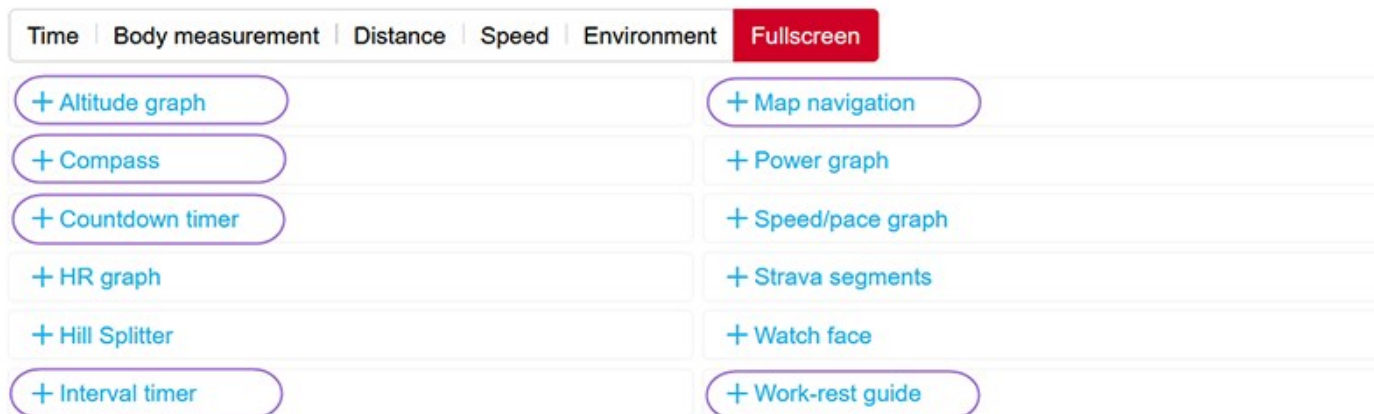 Time Body measurement Distance Speed Environment Fullscreen
+ Altitude graph
+ Compass
+ Countdown timer
+ HR graph
+ Hill Splitter
+ Interval timer
+ Map navigation
+ Power graph
+ Speed/pace graph
+ Strava segments
+ Watch face
+ Work-rest guide